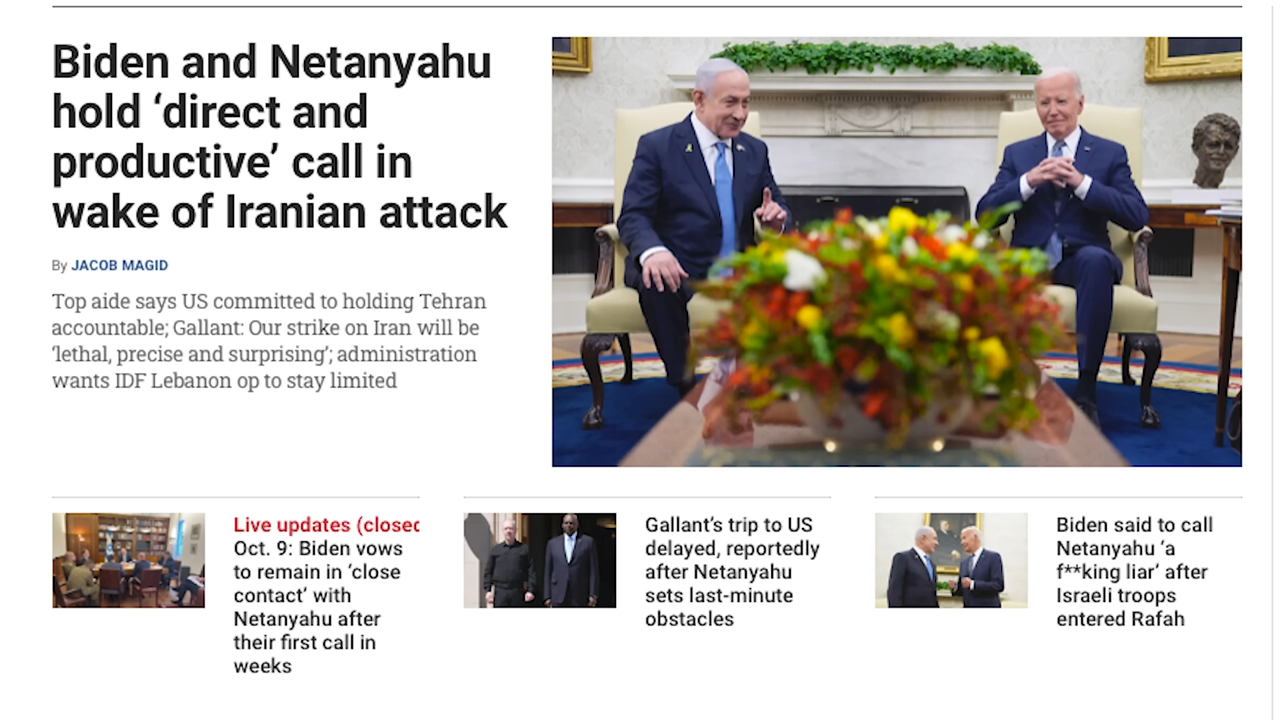 Biden and Netanyahu
hold ‘direct and
productive’ call in
wake of Iranian attack
By JACOB MAGID
Top aide says US committed to holding Tehran
accountable; Gallant: Our strike on Iran will be
‘lethal, precise and surprising’; administration
wants IDF Lebanon op to stay limited
Live updates (closed
Oct. 9: Biden vows
to remain in ‘close
contact’ with
Netanyahu after
their first call in
weeks
Gallant’s trip to US
delayed, reportedly
after Netanyahu
sets last-minute
obstacles
Biden said to call
Netanyahu ‘a
f**king liar’ after
Israeli troops
entered Rafah